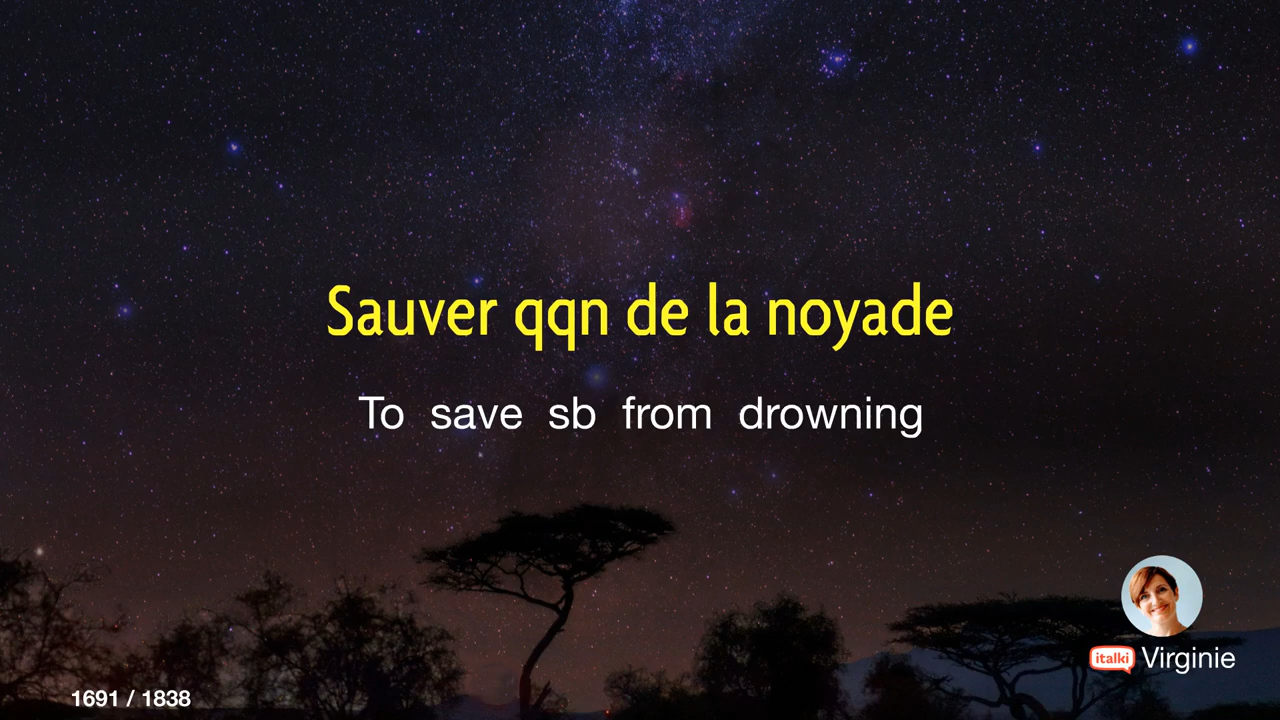 Sauver qqn de la noyade
To save sb from drowning
italki Virginie
1691 / 1838